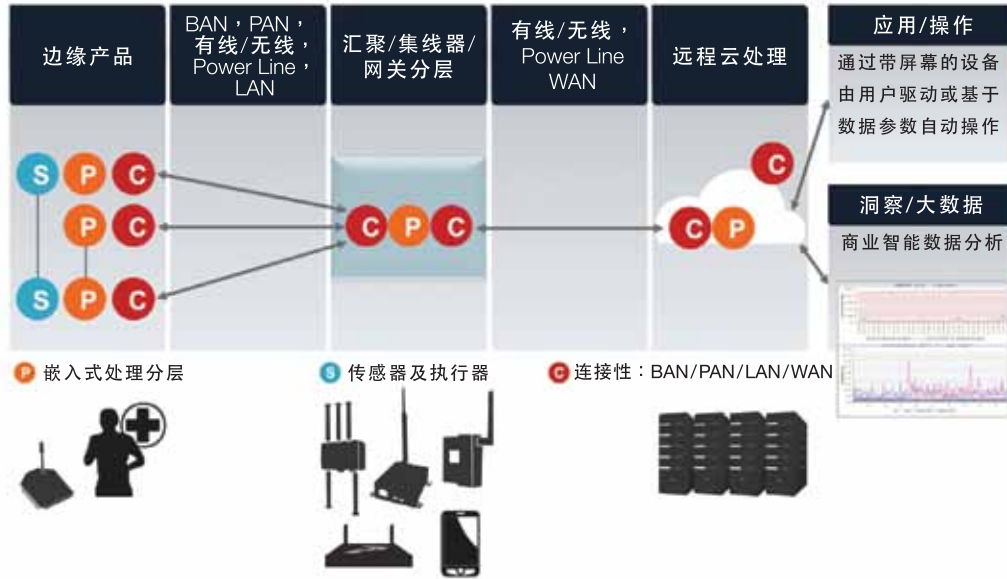 边缘产品
BAN，PAN，
有线/无线，
Power Line，
LAN
汇聚/集线器/
网关分层
有线/无线，
Power Line
WAN
远程云处理
应用/操作
通过带屏幕的设备
由用户驱动或基于
数据参数自动操作
S P C
P C
S P C
C P C
C
C P
洞察/大数据
商业智能数据分析
P 嵌入式处理分层
S 传感器及执行器
C 连接性：BAN/PAN/LAN/WAN